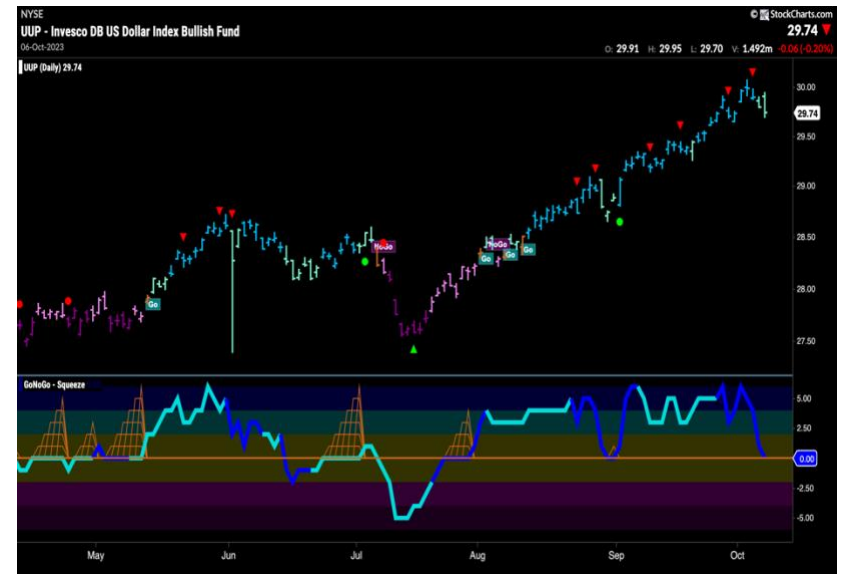 NYSE
© StockCharts.com
UUP - Invesco DB US Dollar Index Bullish Fund
29.74
06-Oct-2023
O: 29.91 H: 29.95 L: 29.70 V: 1.492m -0.06 (-0.20%)
UUP (Daily) 29.74
30.00
29.74
29.50
29.00
28.50
28.00
27.50
NoGo
NoGo
Go
Go
Go
Go
GoNoGo - Squeeze
5.00
2.50
0.00
-2.50
-5.00
May Jun Jul Aug Sep Oct